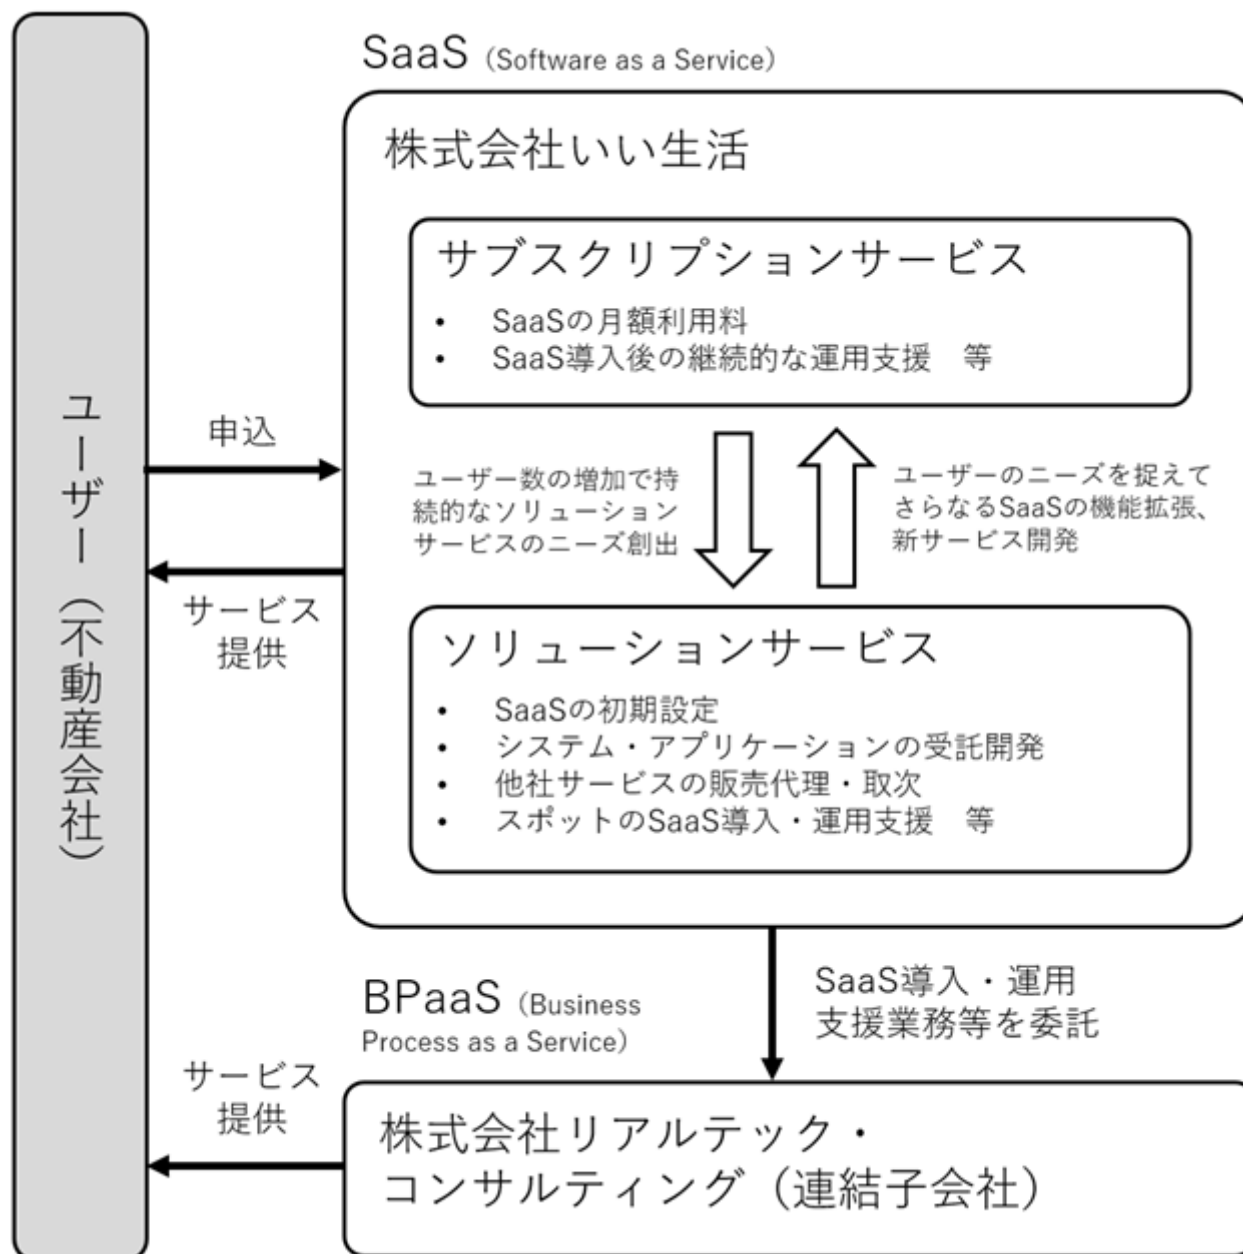 SaaS（Software as a Service）
株式会社いい生活
サブスクリプションサービス
• SaaSの月額利用料
• SaaS導入後の継続的な運用支援　等
ユーザー（不動産会社）
申込
サービス
提供
ユーザー数の増加で持
続的なソリューション
サービスのニーズ創出
ユーザーのニーズを捉えて
さらなるSaaSの機能拡張、
新サービス開発
ソリューションサービス
• SaaSの初期設定
• システム・アプリケーションの受託開発
• 他社サービスの販売代理・取次
• スポットのSaaS導入・運用支援　等
SaaS導入・運用
支援業務等を委託
BPaaS（Business
Process as a Service）
サービス
提供
株式会社リアルテック・
コンサルティング（連結子会社）